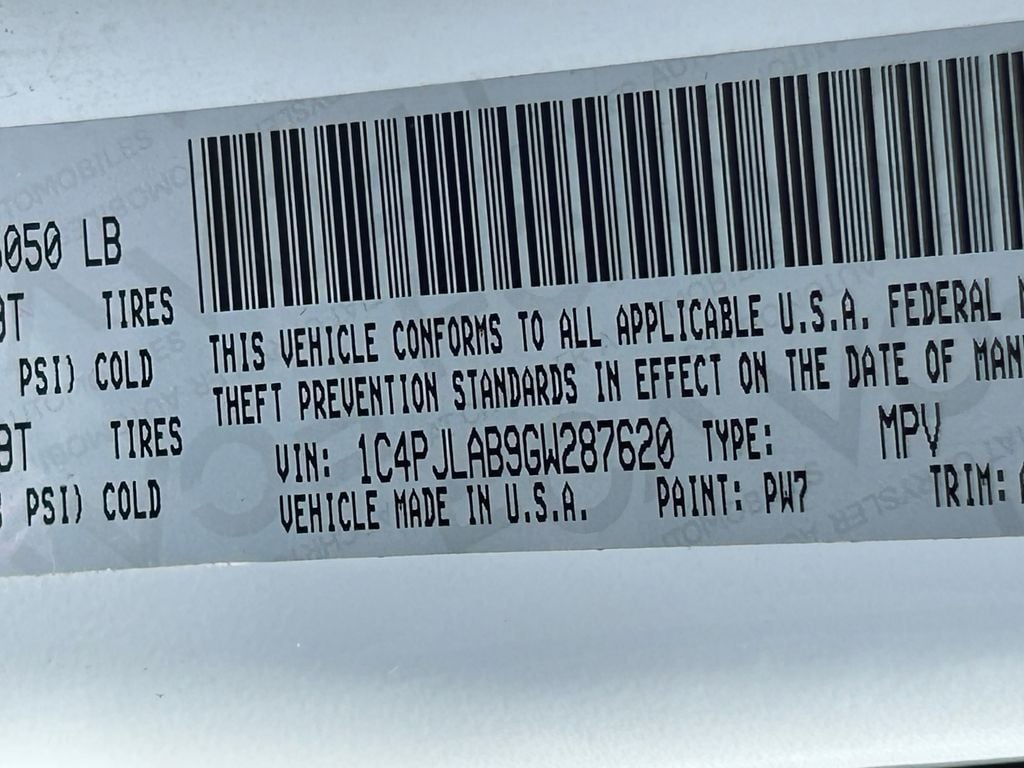 050 LB
TIRES
PSI) COLD
TIRES
PSI) COLD
THIS VEHICLE CONFORMS TO ALL APPLICABLE U.S.A. FEDERAL
THEFT PREVENTION STANDARDS IN EFFECT ON THE DATE OF MAN
VIN: 1C4PJLAB9GW287620 TYPE: MPV
VEHICLE MADE IN U.S.A. PAINT: PW7 TRIM: